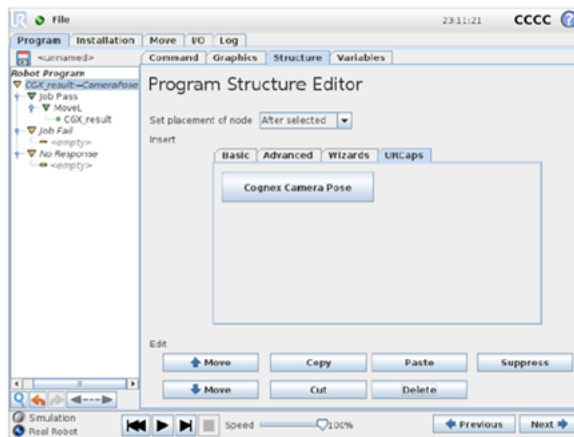 File 23:11:21 CCCC ?
Program Installation Move I/O Log
<unnamed> Command Graphics Structure Variables
Robot Program
CGX_result:=CameraPose
Job Pass
MoveL
CGX_result
Job Fail
<empty>
No Response
<empty>
Program Structure Editor
Set placement of node After selected
Insert
Basic Advanced Wizards URCaps
Cognex Camera Pose
Edit
Move Copy Paste Suppress
Move Cut Delete
Simulation
Real Robot
Speed 100% Previous Next